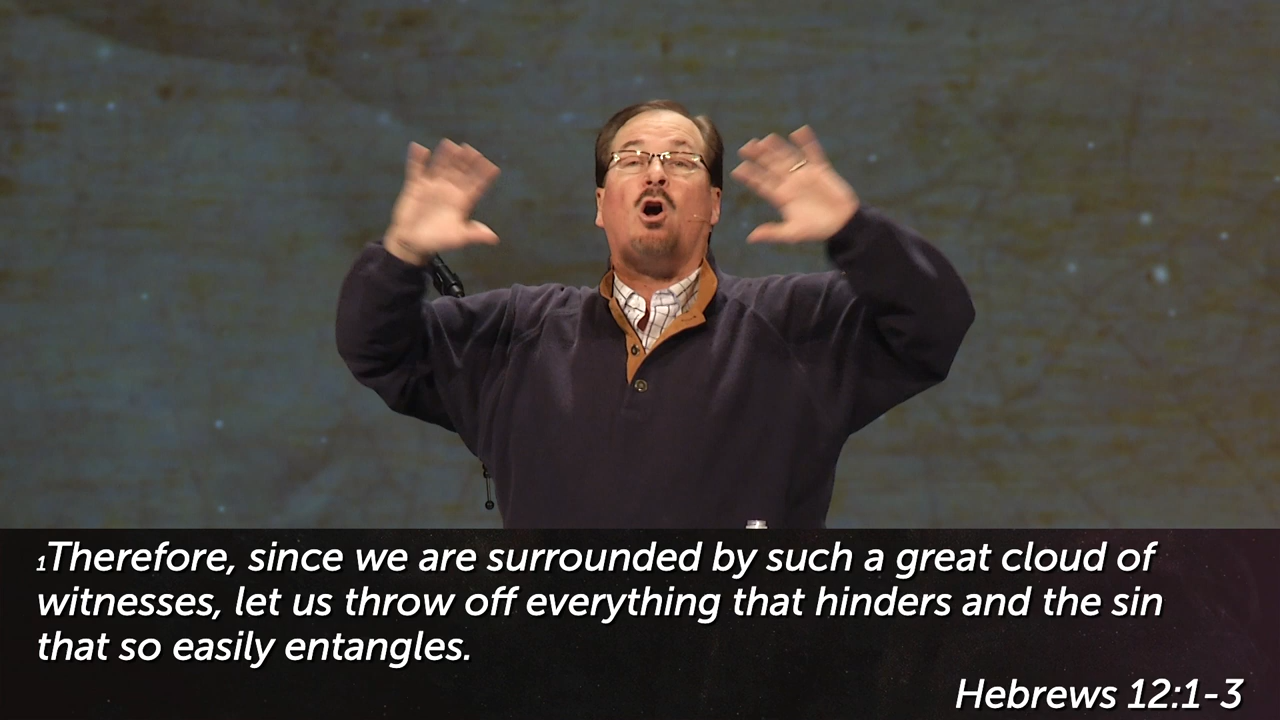 1Therefore, since we are surrounded by such a great cloud of
witnesses, let us throw off everything that hinders and the sin
that so easily entangles.
Hebrews 12:1-3